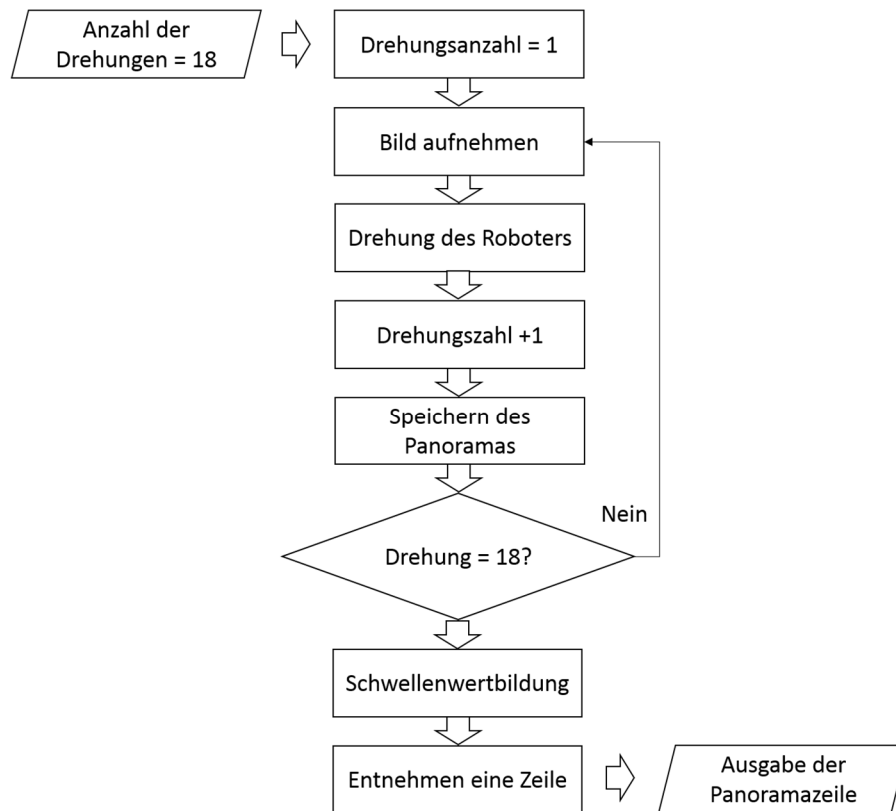 Anzahl der
Drehungen = 18
Drehungsanzahl = 1
Bild aufnehmen
Drehung des Roboters
Drehungszahl +1
Speichern des
Panoramas
Nein
Drehung = 18?
Schwellenwertbildung
Entnehmen eine Zeile
Ausgabe der
Panoramazeile